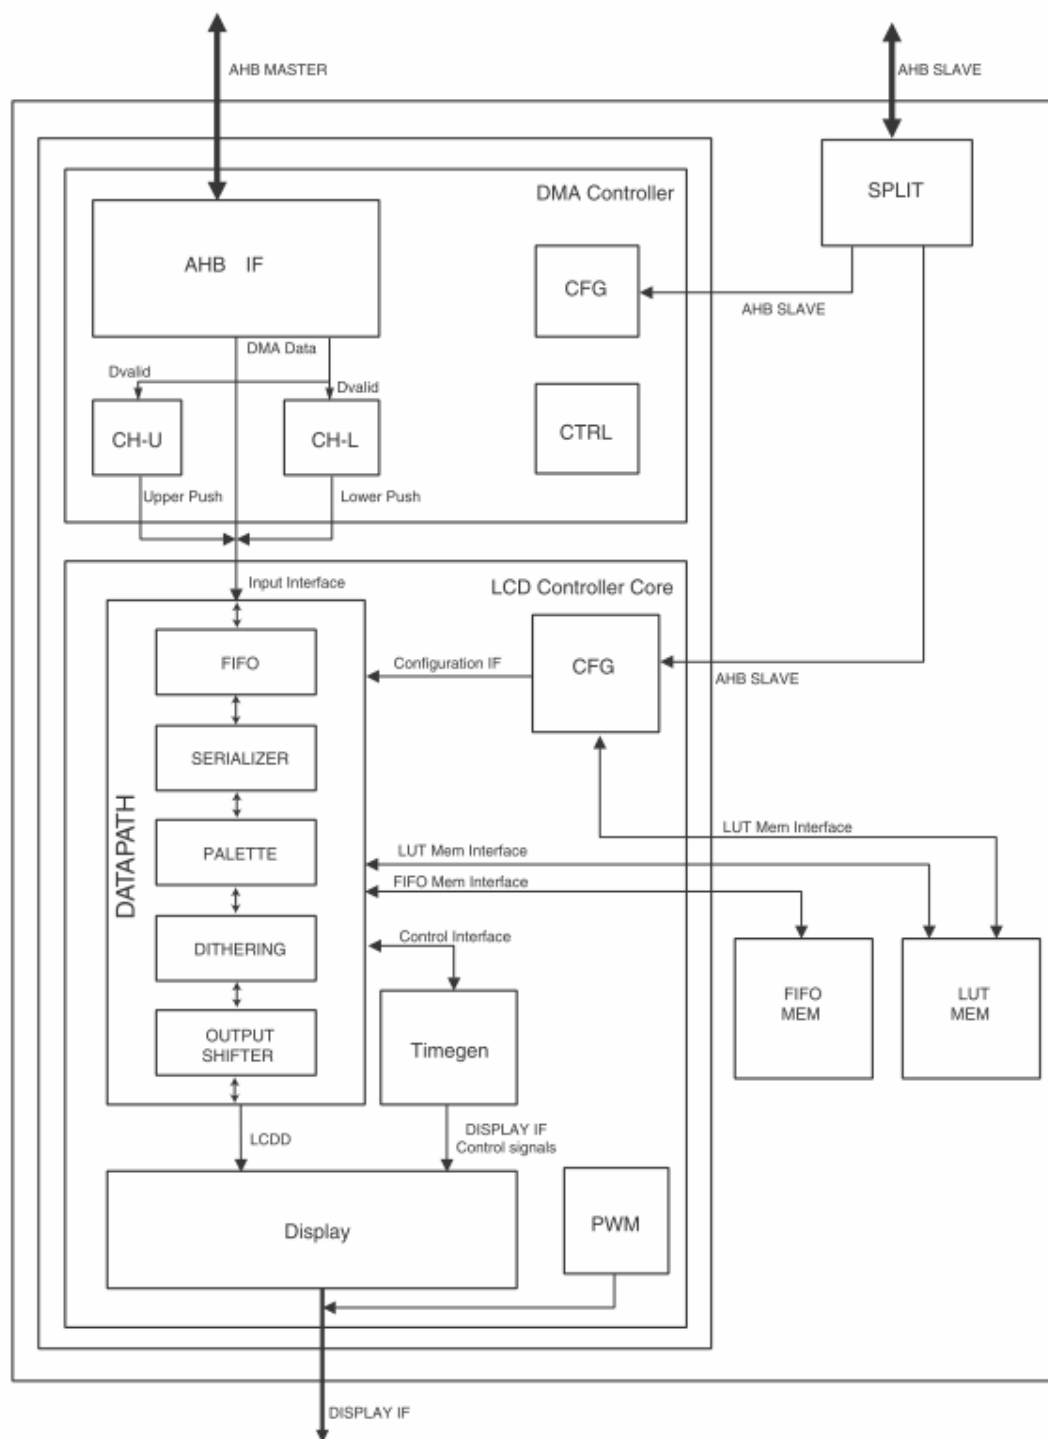 AHB MASTER
AHB SLAVE
DMA Controller
SPLIT
AHB IF
CFG
AHB SLAVE
DMA Data
Dvalid
Dvalid
CH-U
CH-L
CTRL
Upper Push
Lower Push
Input Interface
LCD Controller Core
FIFO
Configuration IF
CFG
AHB SLAVE
SERIALIZER
DATAPATH
PALETTE
LUT Mem Interface
LUT Mem Interface
FIFO Mem Interface
DITHERING
Control Interface
FIFO
MEM
LUT
MEM
OUTPUT
SHIFTER
Timegen
LCDD
DISPLAY IF
Control signals
Display
PWM
DISPLAY IF